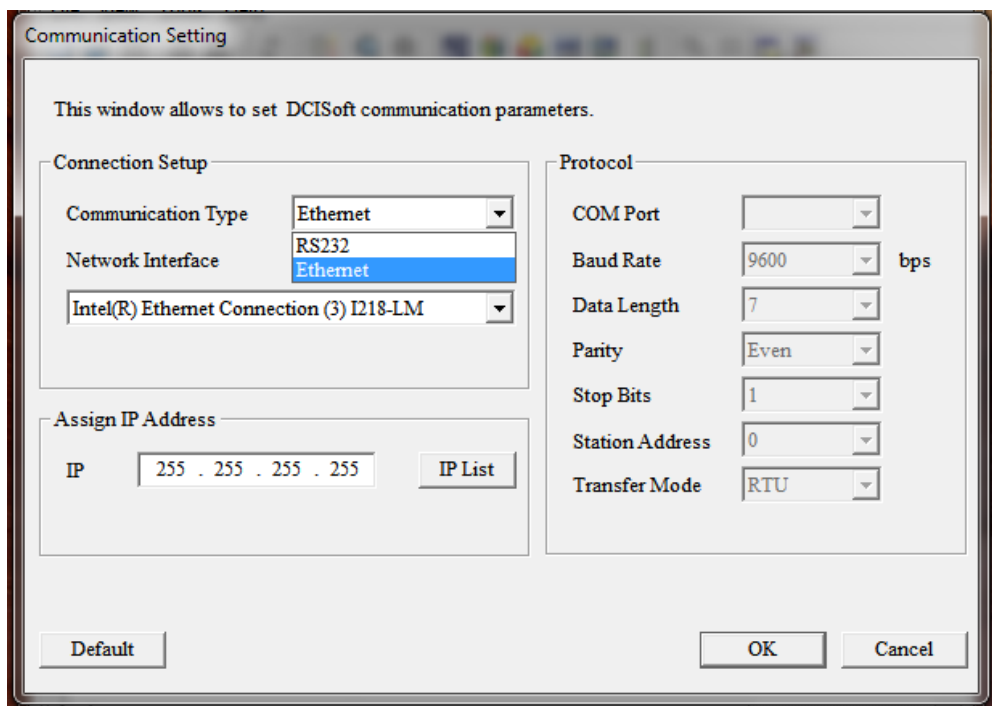 Communication Setting
This window allows to set DCISoft communication parameters.
Connection Setup
Communication Type
Ethernet
RS232
Ethernet
Network Interface
Intel(R) Ethernet Connection (3) I218-LM
Assign IP Address
IP
255 . 255 . 255 . 255
IP List
Protocol
COM Port
Baud Rate
9600
bps
Data Length
7
Parity
Even
Stop Bits
1
Station Address
0
Transfer Mode
RTU
Default
OK
Cancel